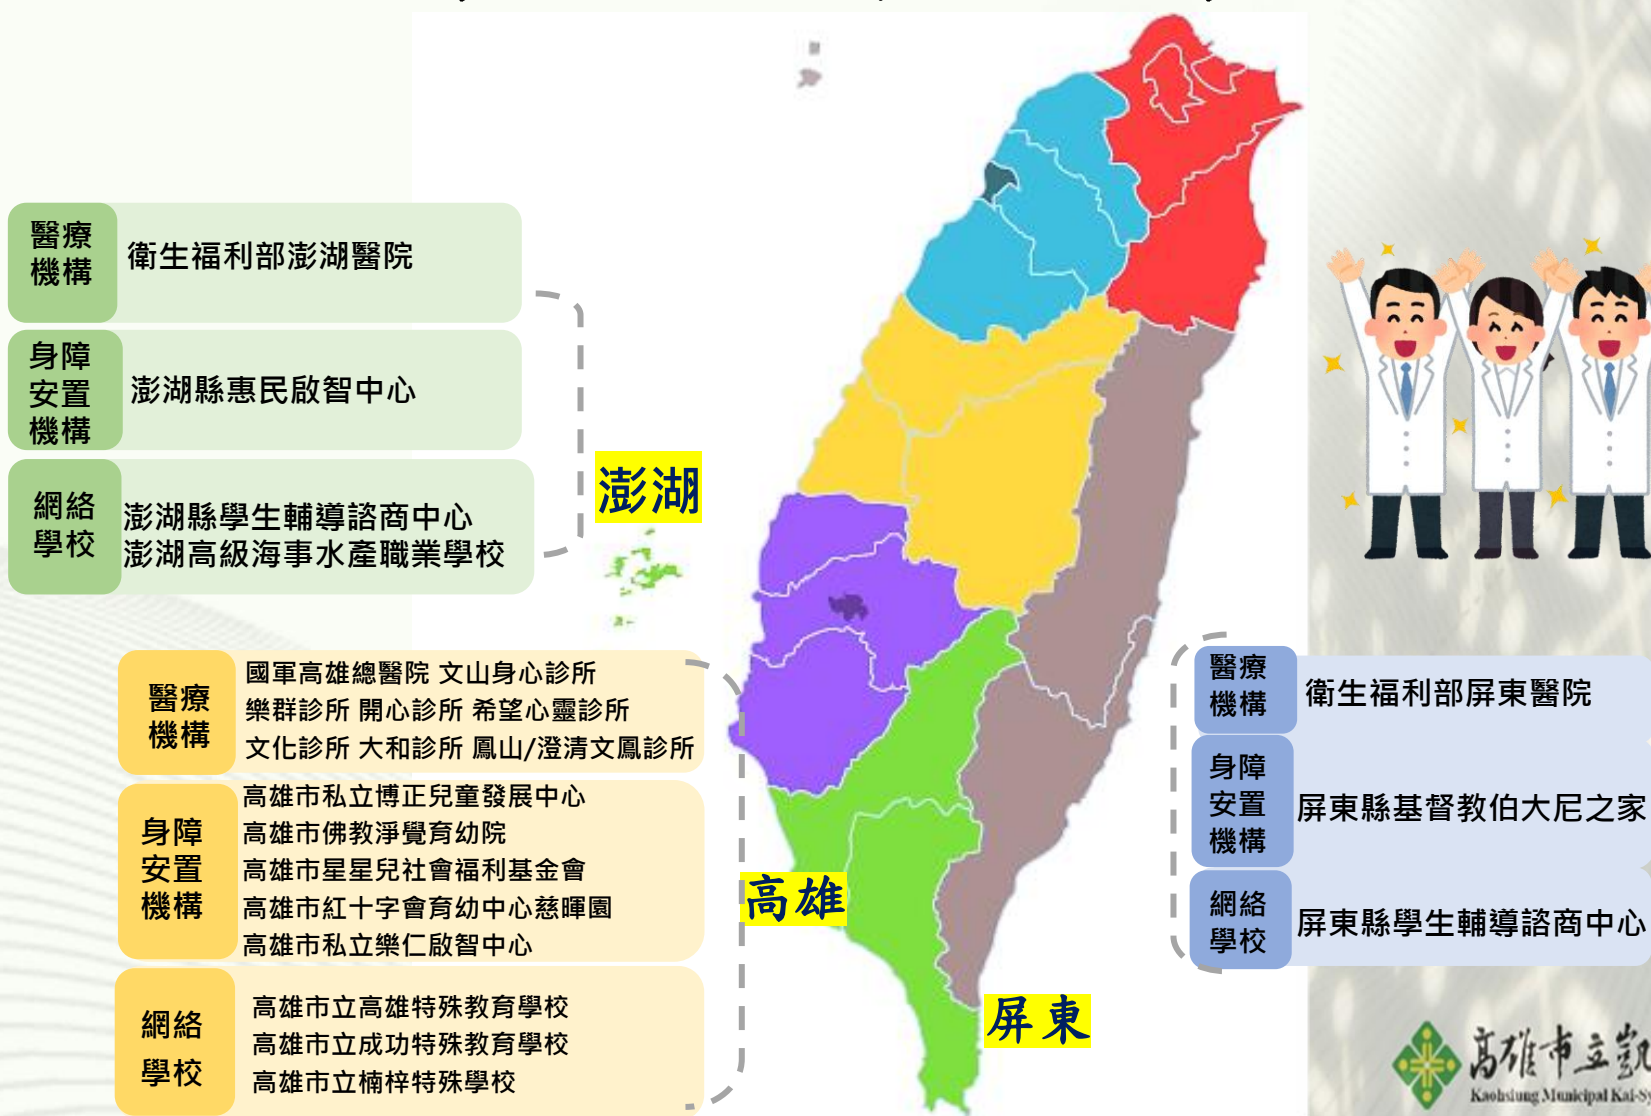 醫療
機構
衛生福利部澎湖醫院
身障
安置
機構
澎湖縣惠民啟智中心
網絡
學校
澎湖縣學生輔導諮商中心
澎湖高級海事水產職業學校
澎湖
醫療
機構
國軍高雄總醫院 文山身心診所
樂群診所 開心診所 希望心靈診所
文化診所 大和診所 鳳山/澄清文鳳診所
身障
安置
機構
高雄市私立博正兒童發展中心
高雄市佛教淨覺育幼院
高雄市星星兒社會福利基金會
高雄市紅十字會育幼中心慈暉園
高雄市私立樂仁啟智中心
網絡
學校
高雄市立高雄特殊教育學校
高雄市立成功特殊教育學校
高雄市立楠梓特殊學校
高雄
醫療
機構
衛生福利部屏東醫院
身障
安置
機構
屏東縣基督教伯大尼之家
網絡
學校
屏東縣學生輔導諮商中心
屏東
高雄市立凱
Kaohsiung Municipal Kai-Sy